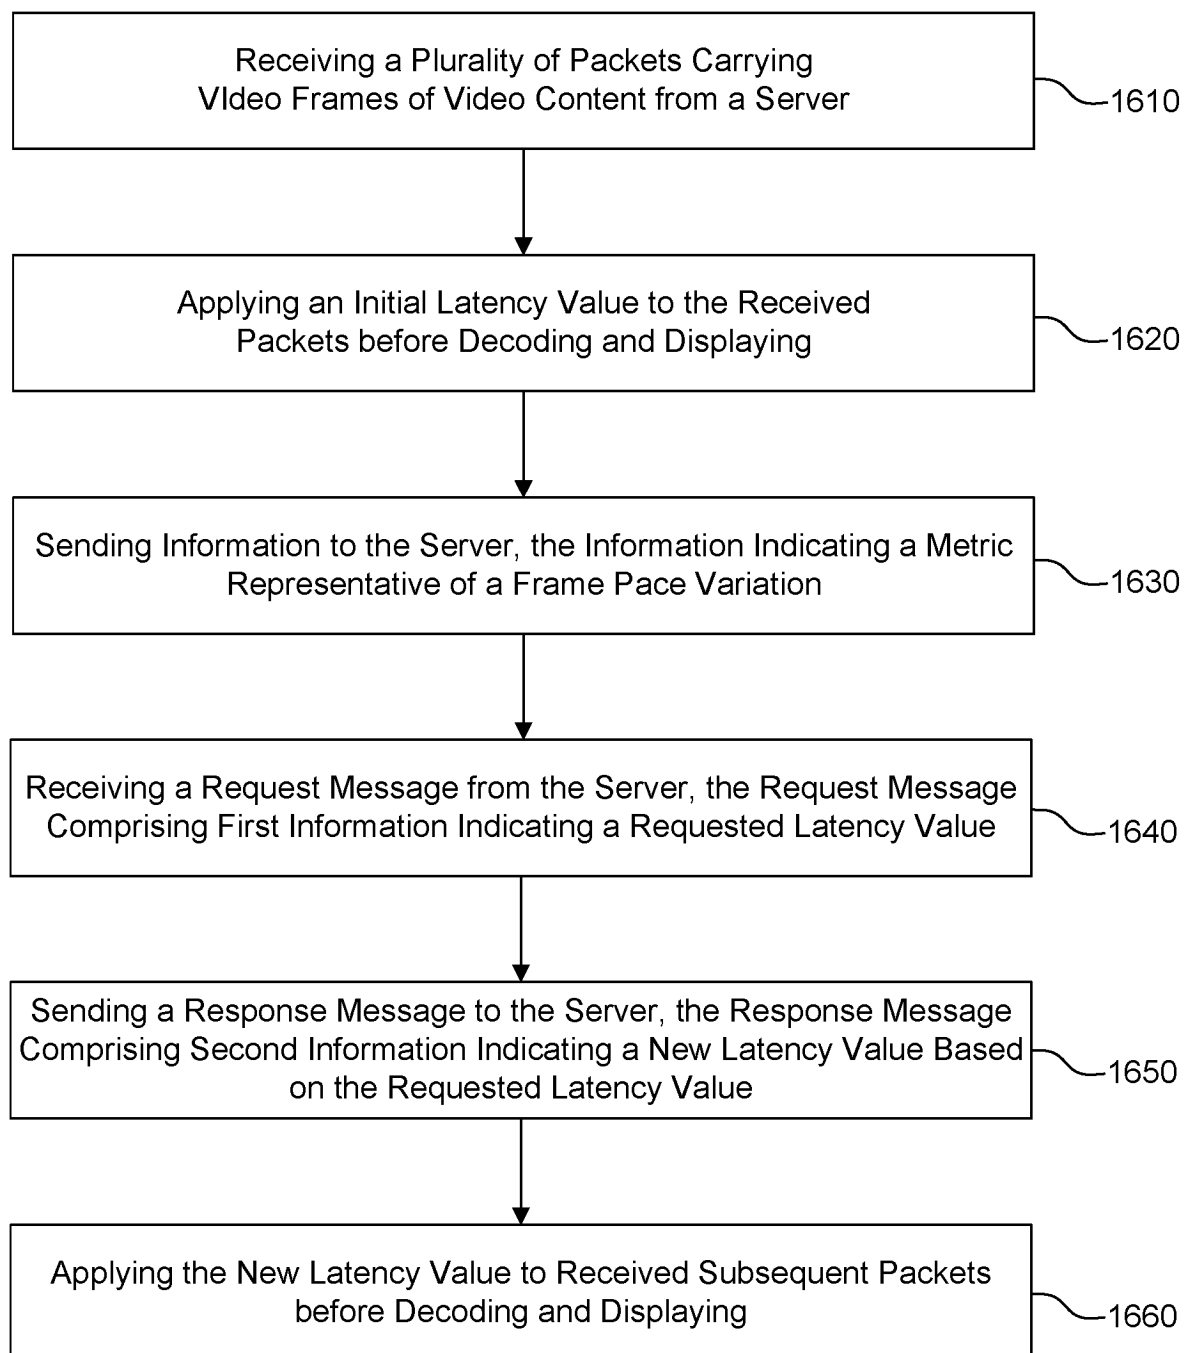 Receiving a Plurality of Packets Carrying
VIdeo Frames of Video Content from a Server
1610
Applying an Initial Latency Value to the Received
Packets before Decoding and Displaying
1620
Sending Information to the Server, the Information Indicating a Metric
Representative of a Frame Pace Variation
1630
Receiving a Request Message from the Server, the Request Message
Comprising First Information Indicating a Requested Latency Value
1640
Sending a Response Message to the Server, the Response Message
Comprising Second Information Indicating a New Latency Value Based
on the Requested Latency Value
1650
Applying the New Latency Value to Received Subsequent Packets
before Decoding and Displaying
1660